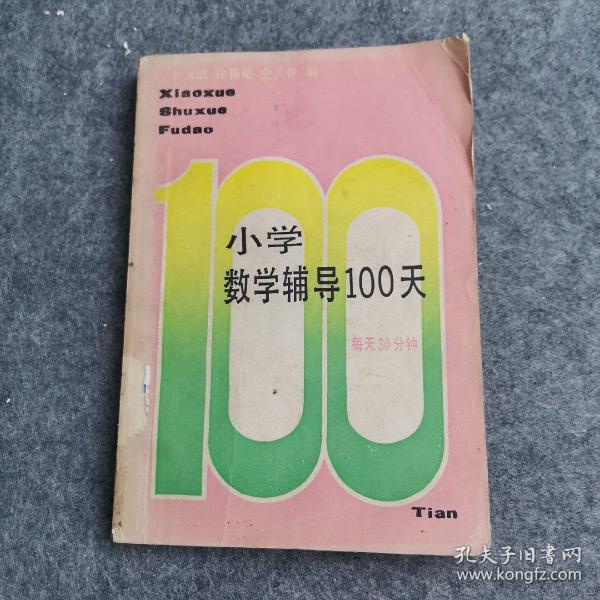 编
Xiaoxue
Shuxue
Fudao
100
小学
数学辅导100天
每天30分钟
Tian
孔夫子旧书网
www.kongfz.com